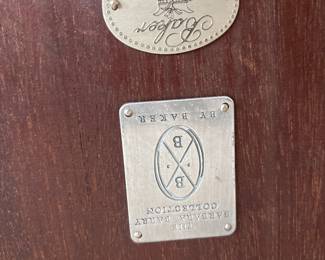 THE
BARBARA BARRY
COLLECTION
B
B
BY BAKER
Baker